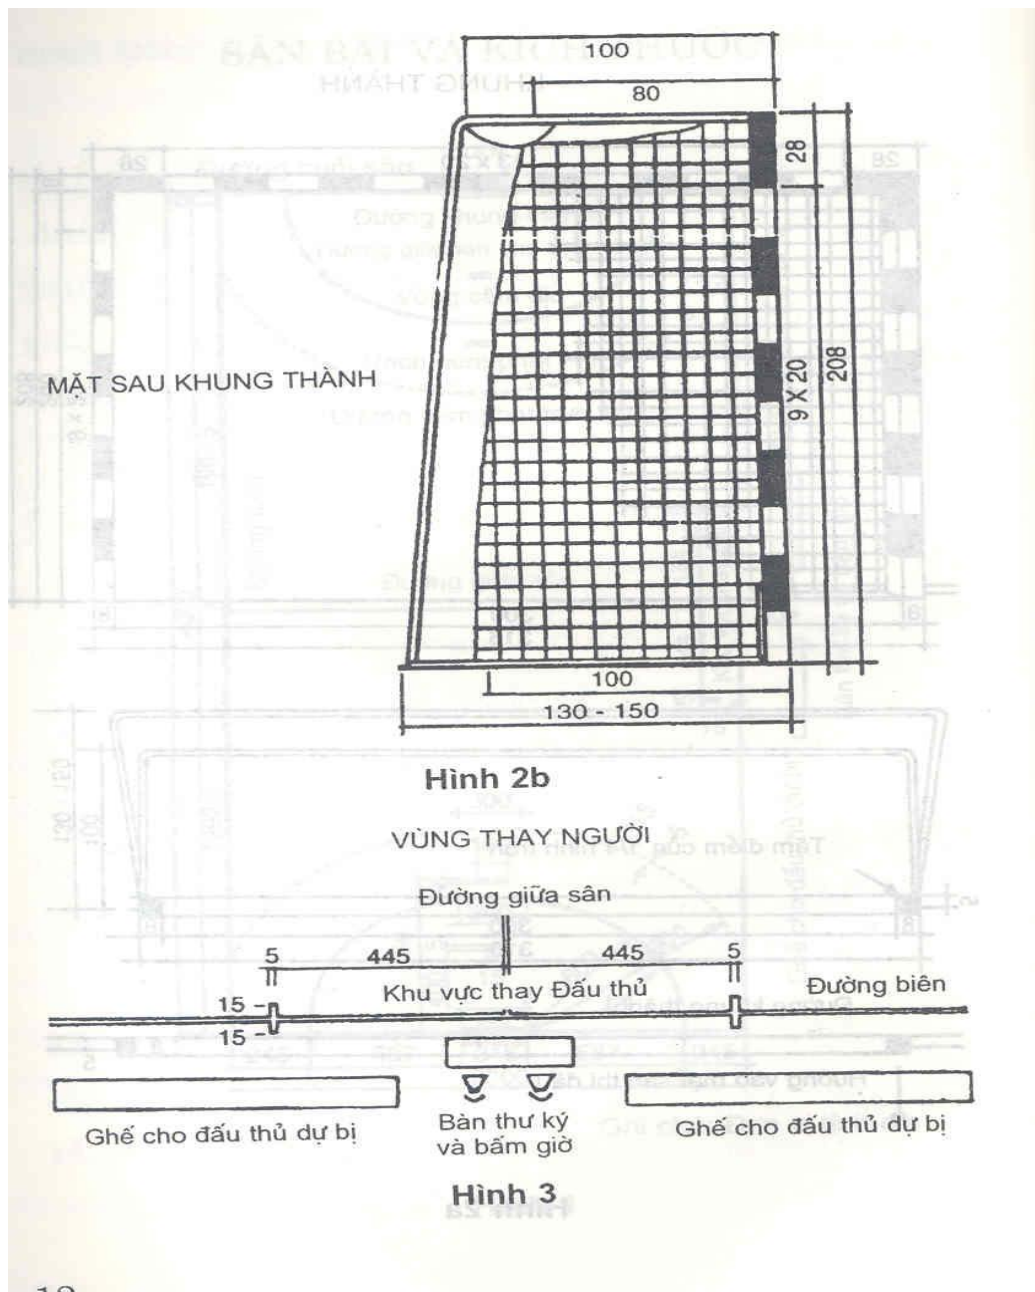 100
80
28
MẶT SAU KHUNG THÀNH
9 X 20
208
100
130 - 150
Hình 2b
VÙNG THAY NGƯỜI
Đường giữa sân
5 445 445 5
Khu vực thay Đấu thủ
Đường biên
15
15
Ghế cho đấu thủ dự bị
Bàn thư ký
và bấm giờ
Ghế cho đấu thủ dự bị
Hình 3